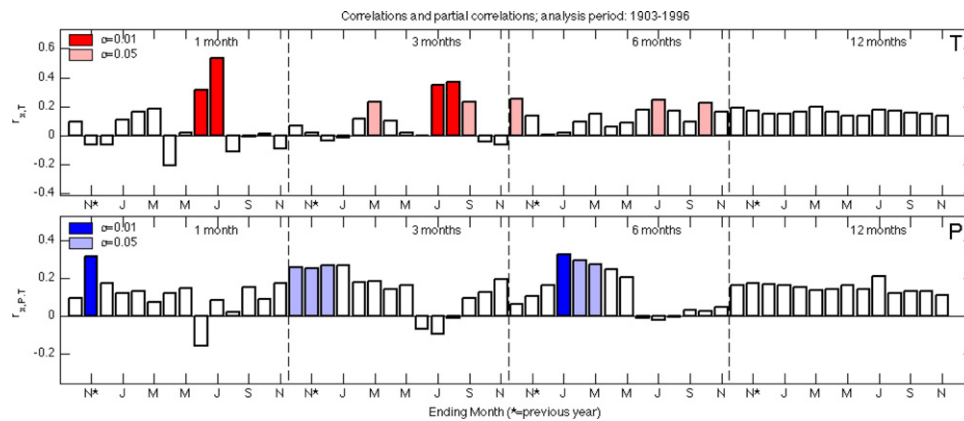 Correlations and partial correlations; analysis period: 1903-1996
α=0.01
α=0.05
1 month 3 months 6 months 12 months T
0.6
0.4
0.2
0
-0.2
-0.4
r x,T
N* J M M J S N N* J M M J S N N* J M M J S N N* J M M J S N
α=0.01
α=0.05
1 month 3 months 6 months 12 months P
0.4
0.2
0
-0.2
r x,P,T
N* J M M J S N N* J M M J S N N* J M M J S N N* J M M J S N
Ending Month (*=previous year)